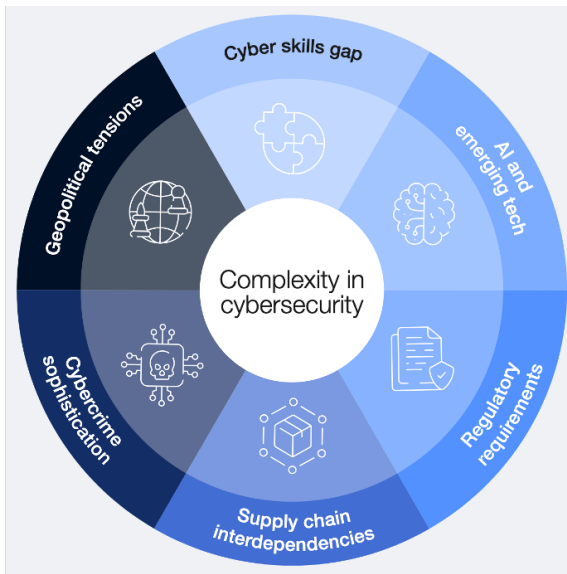 Cyber skills gap
AI and
emerging tech
Regulatory
requirements
Supply chain
interdependencies
Cybercrime
sophistication
Geopolitical tensions
Complexity in
cybersecurity